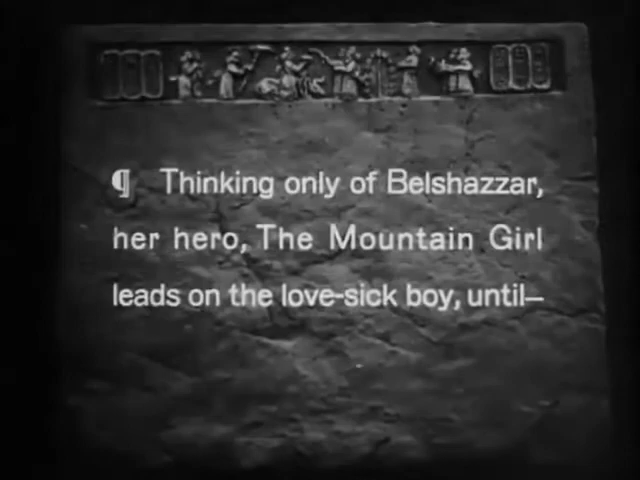 ¶ Thinking only of Belshazzar,
her hero, The Mountain Girl
leads on the love-sick boy, until—